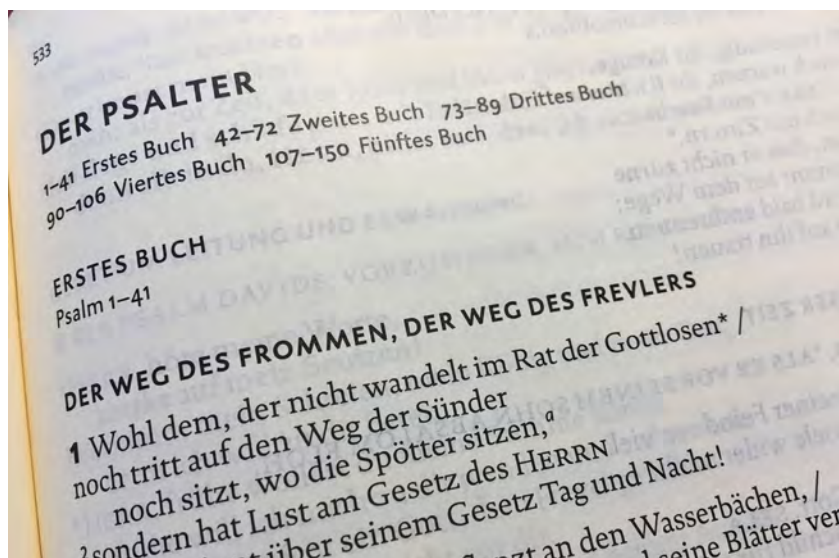 533
DER PSALTER
1–41 Erstes Buch 42–72 Zweites Buch 73–89 Drittes Buch
90–106 Viertes Buch 107–150 Fünftes Buch
ERSTES BUCH
Psalm 1–41
DER WEG DES FROMMEN, DER WEG DES FREVLERS
1 Wohl dem, der nicht wandelt im Rat der Gottlosen* /
noch tritt auf den Weg der Sünder
noch sitzt, wo die Spötter sitzen,a
2 sondern hat Lust am Gesetz des HERRN
über seinem Gesetz Tag und Nacht!
an den Wasserbächen, /
seine Blätter